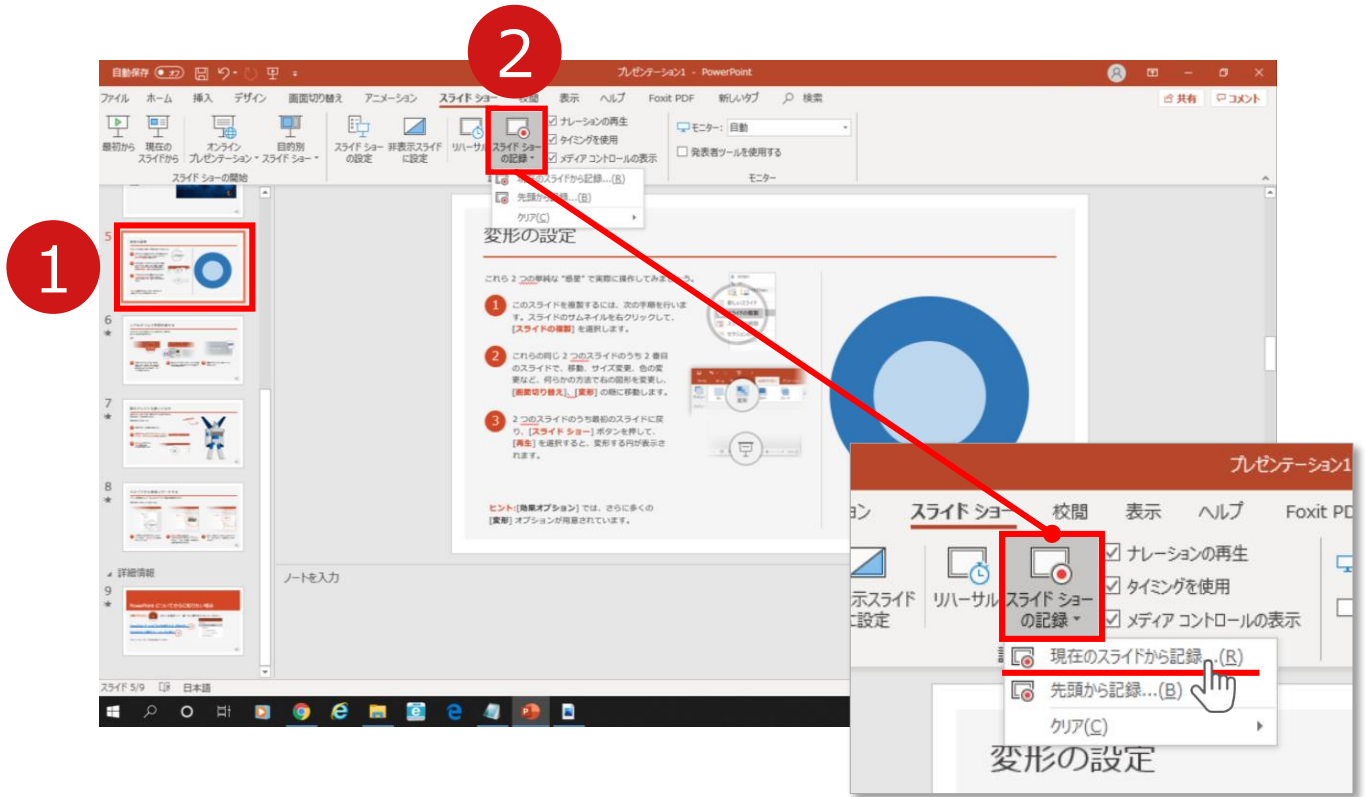 2
自動保存 オフ
プレゼンテーション1 - PowerPoint
ファイル ホーム 挿入 デザイン 画面切り替え アニメーション スライド ショー 校閲 表示 ヘルプ Foxit PDF 新しいタブ 検索
共有 コメント
最初から
現在の
スライドから
オンライン
プレゼンテーション
目的別
スライド ショー
スライド ショー
の設定
非表示スライド
に設定
リハーサル
スライド ショー
の記録
ナレーションの再生
タイミングを使用
メディア コントロールの表示
モニター: 自動
発表者ツールを使用する
スライド ショーの開始
モニター
現在のスライドから記録...(R)
先頭から記録...(B)
クリア(C)
1
5
6
7
8
詳細情報
9
変形の設定
これら 2 つの単純な "惑星" で実際に操作してみましょう。
1 このスライドを複製するには、次の手順を行いま
す。スライドのサムネイルを右クリックして、
[スライドの複製] を選択します。
2 これらの同じ 2 つのスライドのうち 2 番目
のスライドで、移動、サイズ変更、色の変
更など、何らかの方法で右の図形を変更し、
[画面切り替え]、[変形] の順に移動します。
3 2 つのスライドのうち最初のスライドに戻
り、[スライド ショー] ボタンを押して、
[再生] を選択すると、変形する円が表示さ
れます。
ヒント:[効果オプション] では、さらに多くの
[変形] オプションが用意されています。
ノートを入力
スライド 5/9 日本語
プレゼンテーション1
ョン スライド ショー 校閲 表示 ヘルプ Foxit PD
示スライド
に設定
リハーサル
スライド ショー
の記録
ナレーションの再生
タイミングを使用
メディア コントロールの表示
現在のスライドから記録...(R)
先頭から記録...(B)
クリア(C)
変形の設定